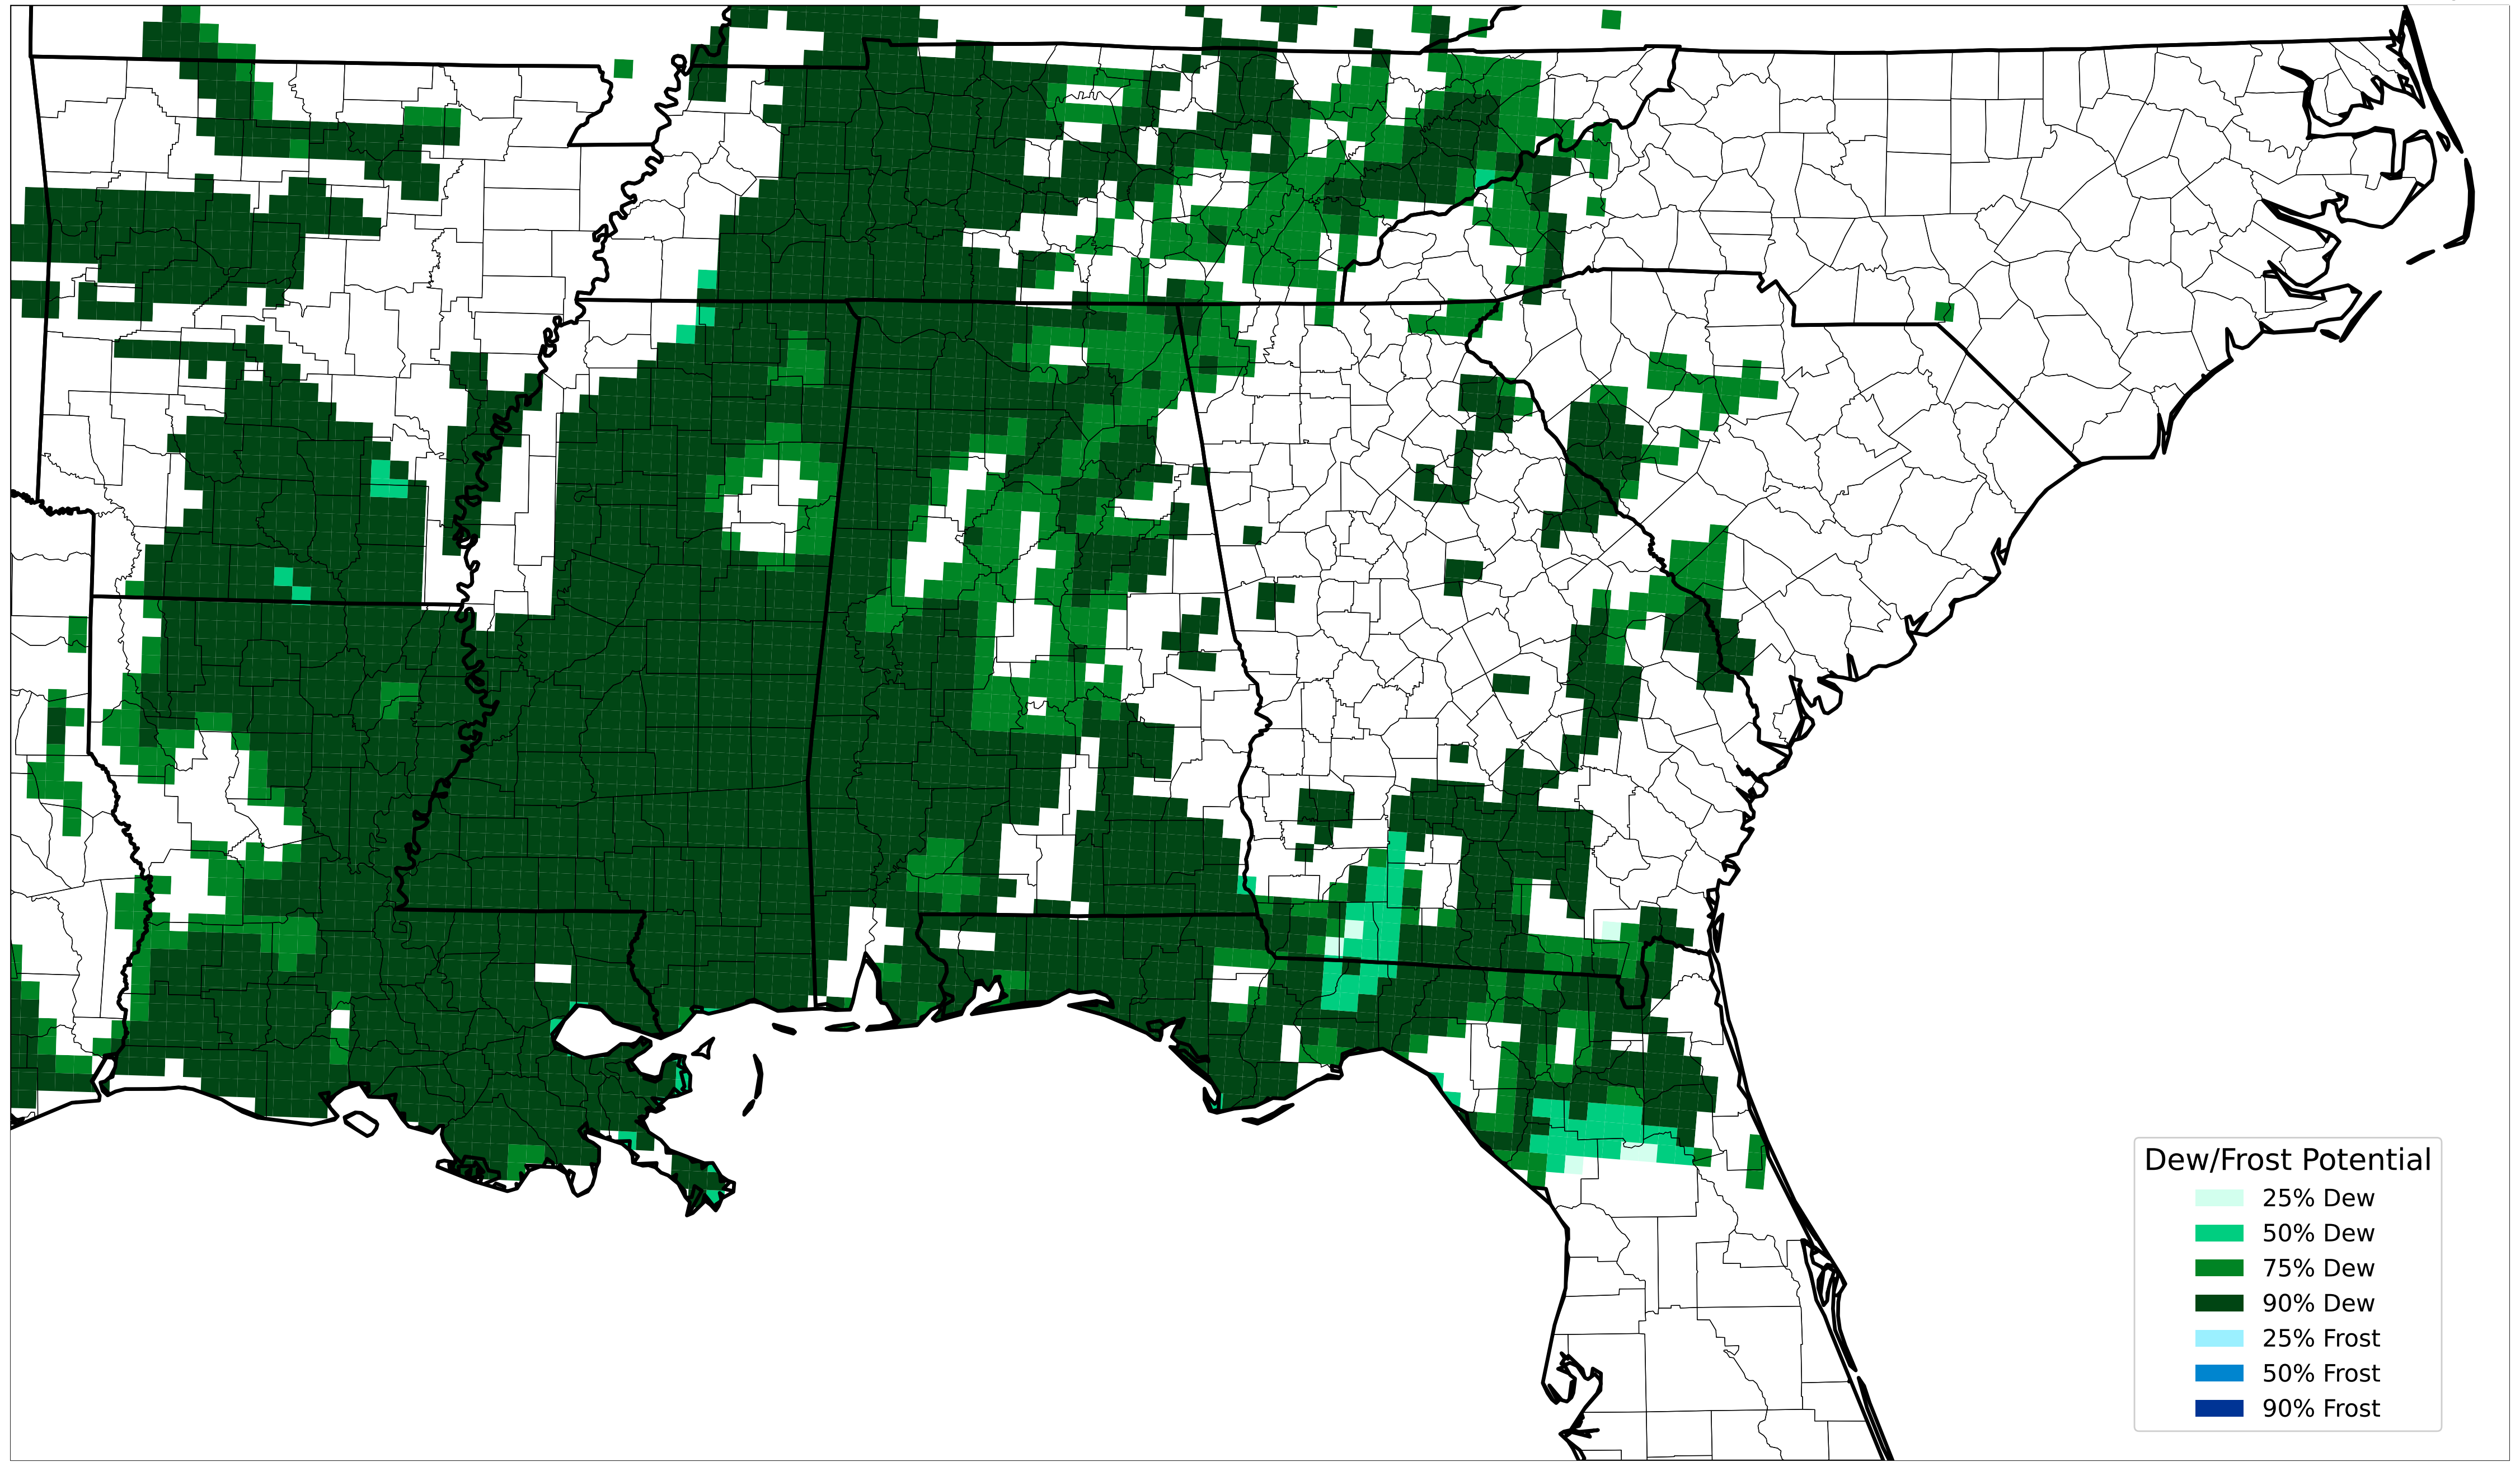 Dew/Frost Potential
25% Dew
50% Dew
75% Dew
90% Dew
25% Frost
50% Frost
90% Frost